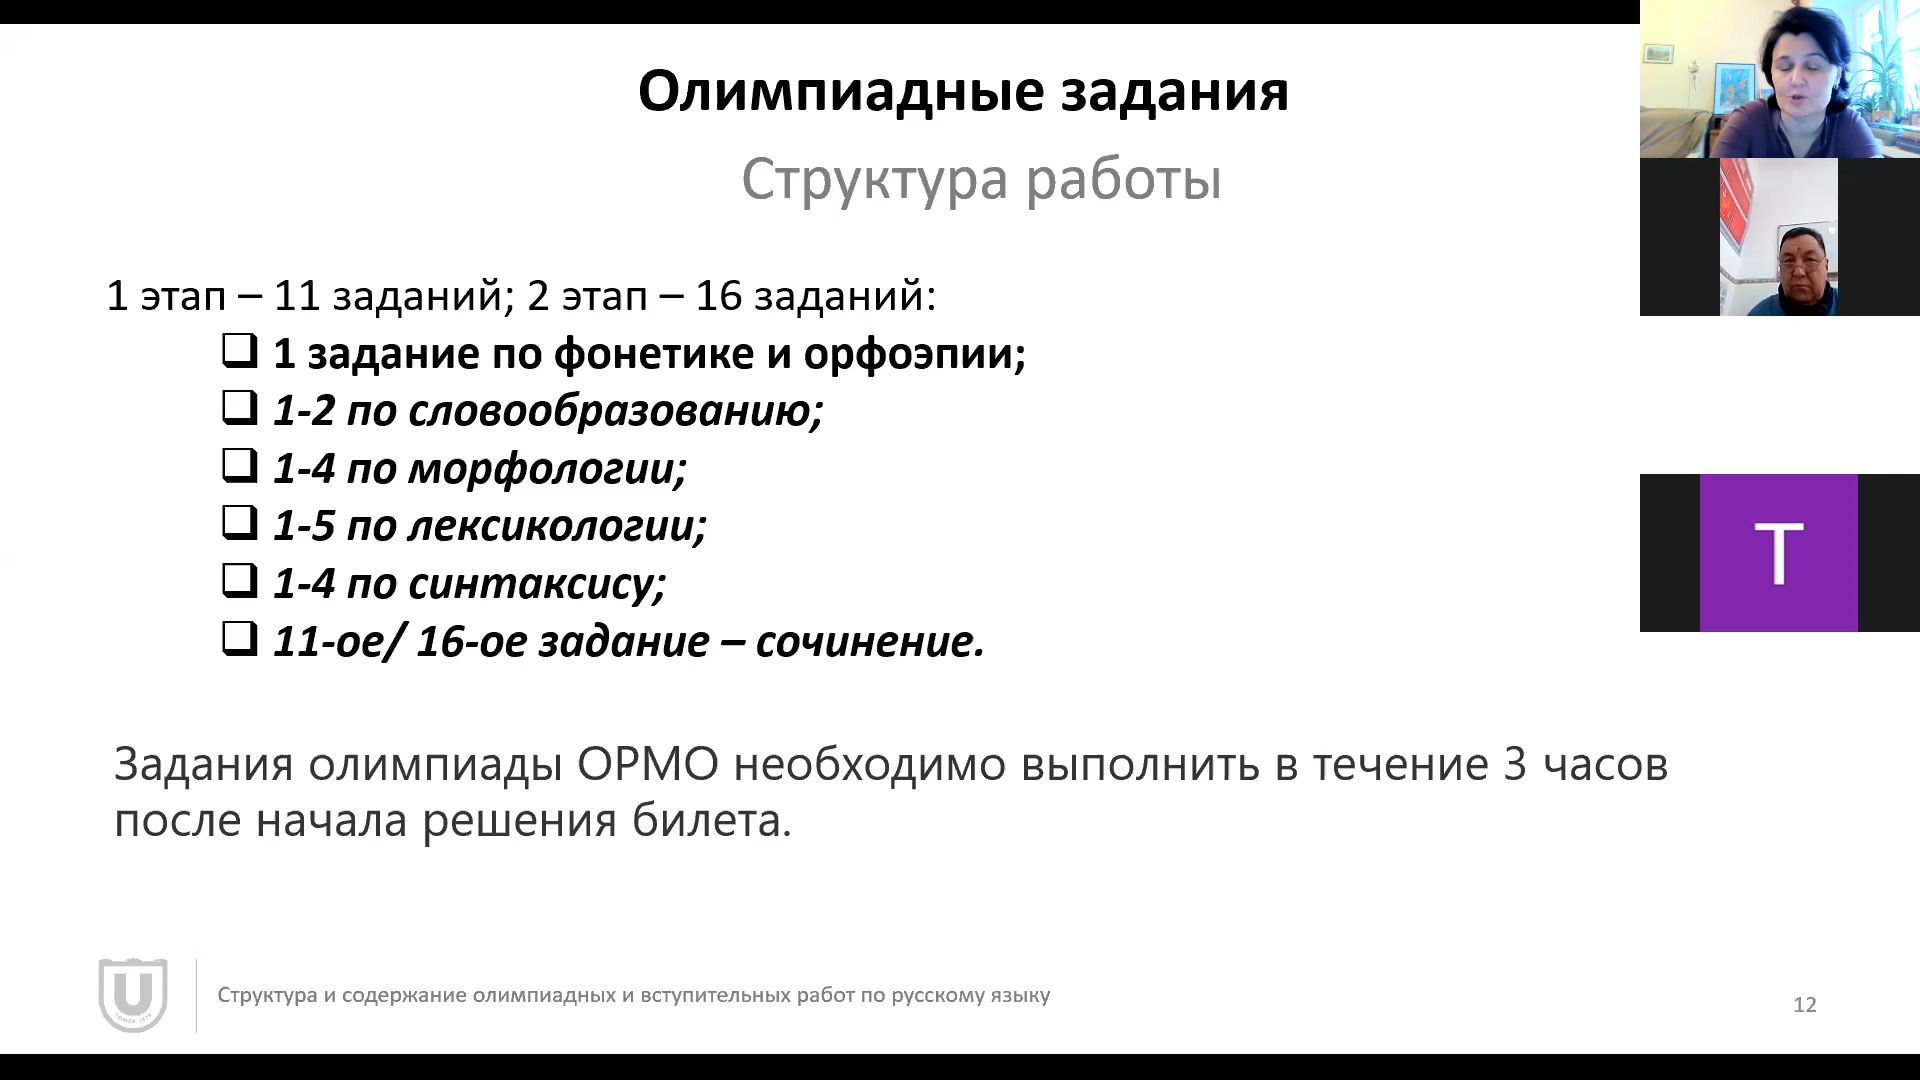 Олимпиадные задания
Структура работы
1 этап – 11 заданий; 2 этап – 16 заданий:
1 задание по фонетике и орфоэпии;
1-2 по словообразованию;
1-4 по морфологии;
1-5 по лексикологии;
1-4 по синтаксису;
11-ое/ 16-ое задание – сочинение.
Задания олимпиады ОРМО необходимо выполнить в течение 3 часов
после начала решения билета.
Т
U
Структура и содержание олимпиадных и вступительных работ по русскому языку
12